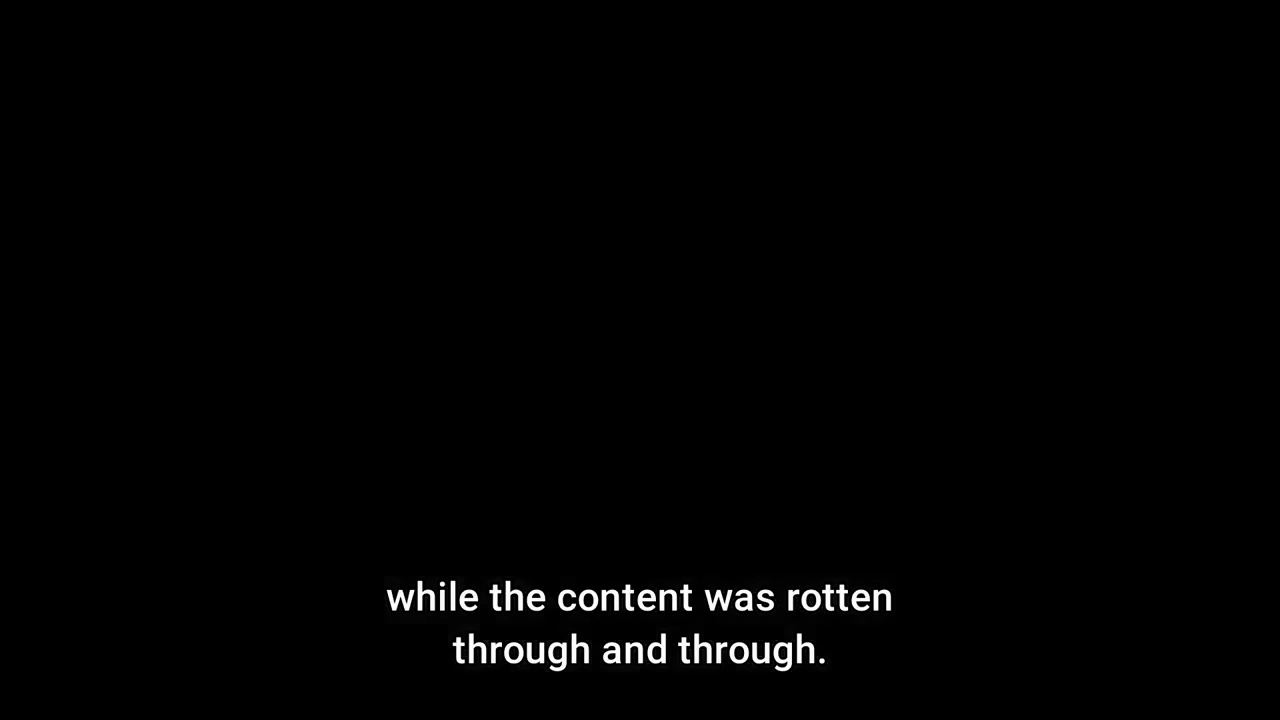 while the content was rotten
through and through.